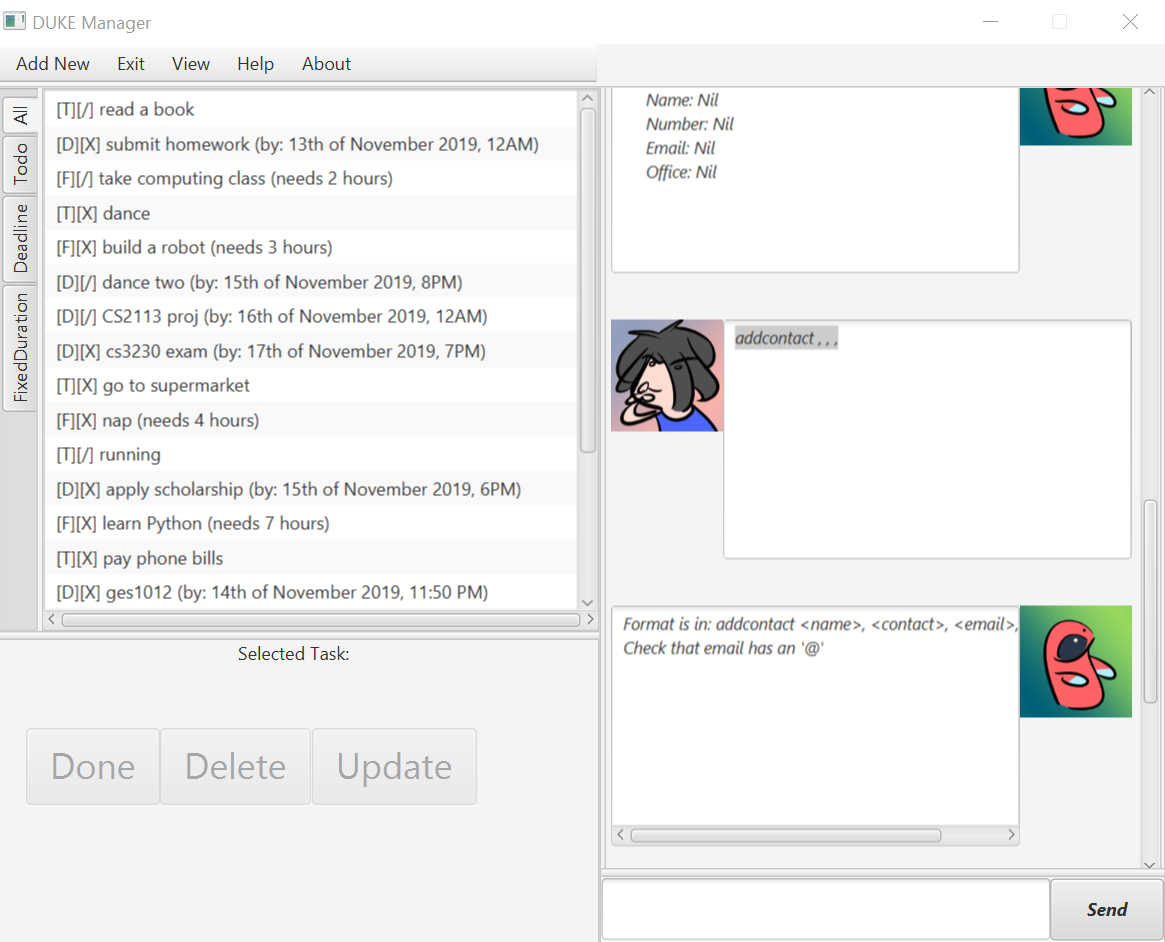 DUKE Manager
Add New Exit View Help About
All
Todo
Deadline
FixedDuration
[T][/] read a book
[D][X] submit homework (by: 13th of November 2019, 12AM)
[F][/] take computing class (needs 2 hours)
[T][X] dance
[F][X] build a robot (needs 3 hours)
[D][/] dance two (by: 15th of November 2019, 8PM)
[D][/] CS2113 proj (by: 16th of November 2019, 12AM)
[D][X] cs3230 exam (by: 17th of November 2019, 7PM)
[T][X] go to supermarket
[F][X] nap (needs 4 hours)
[T][/] running
[D][X] apply scholarship (by: 15th of November 2019, 6PM)
[F][X] learn Python (needs 7 hours)
[T][X] pay phone bills
[D][X] ges1012 (by: 14th of November 2019, 11:50 PM)
Selected Task:
Done Delete Update
Name: Nil
Number: Nil
Email: Nil
Office: Nil
addcontact , , ,
Format is in: addcontact <name>, <contact>, <email>,
Check that email has an '@'
Send